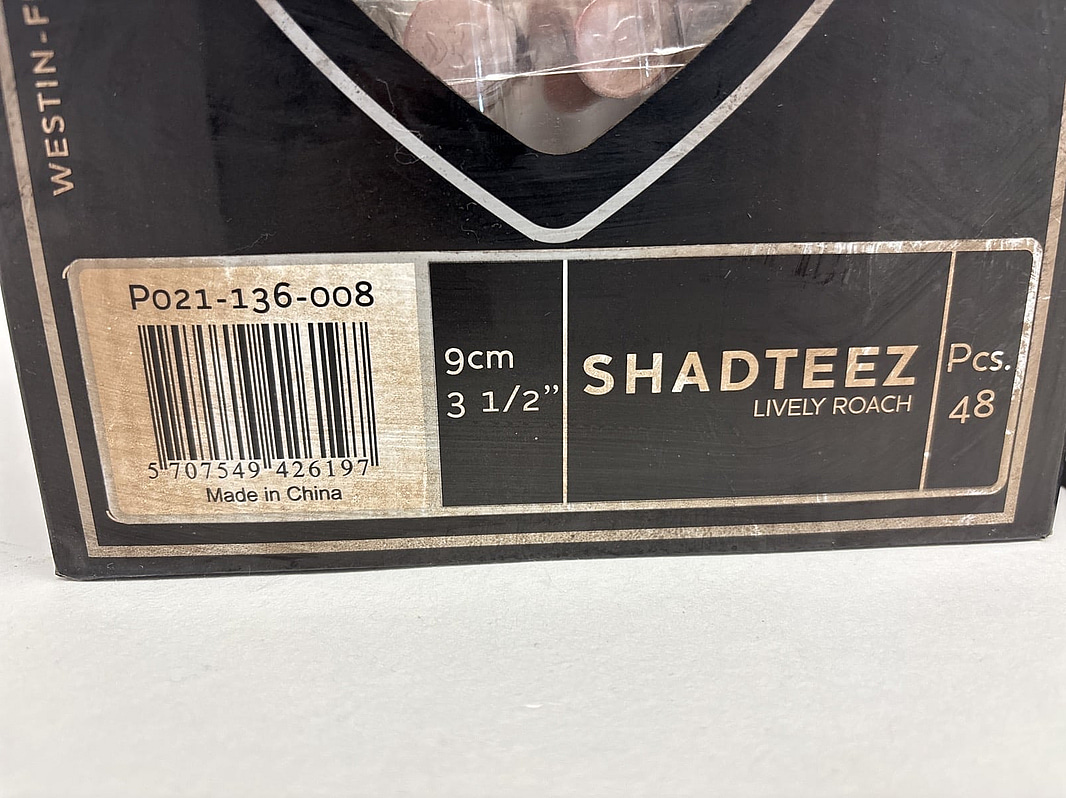 WESTIN-F
P021-136-008
5 707549 426197
Made in China
9cm
3 1/2”
SHADTEEZ
LIVELY ROACH
Pcs.
48